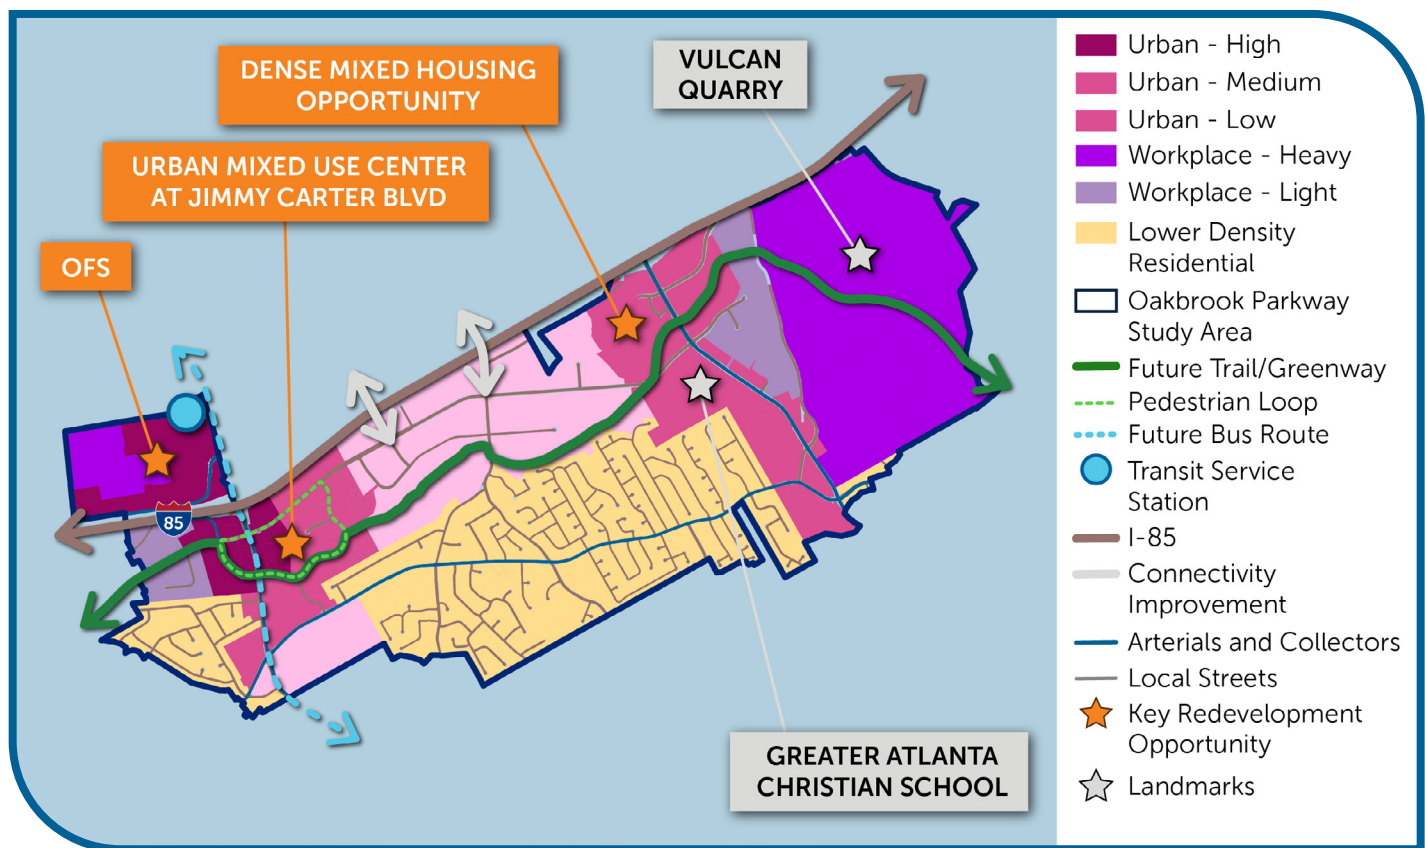 DENSE MIXED HOUSING
OPPORTUNITY
VULCAN
QUARRY
URBAN MIXED USE CENTER
AT JIMMY CARTER BLVD
OFS
85
GREATER ATLANTA
CHRISTIAN SCHOOL
Urban - High
Urban - Medium
Urban - Low
Workplace - Heavy
Workplace - Light
Lower Density
Residential
Oakbrook Parkway
Study Area
Future Trail/Greenway
Pedestrian Loop
Future Bus Route
Transit Service
Station
I-85
Connectivity
Improvement
Arterials and Collectors
Local Streets
Key Redevelopment
Opportunity
Landmarks